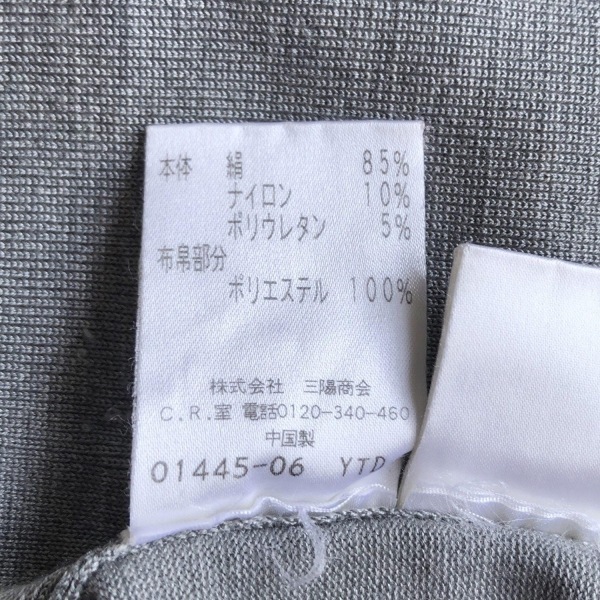 本体 絹 85%
ナイロン 10%
ポリウレタン 5%
布帛部分
ポリエステル 100%
株式会社 三陽商会
C.R.室 電話0120-340-460
中国製
01445-06 YTP